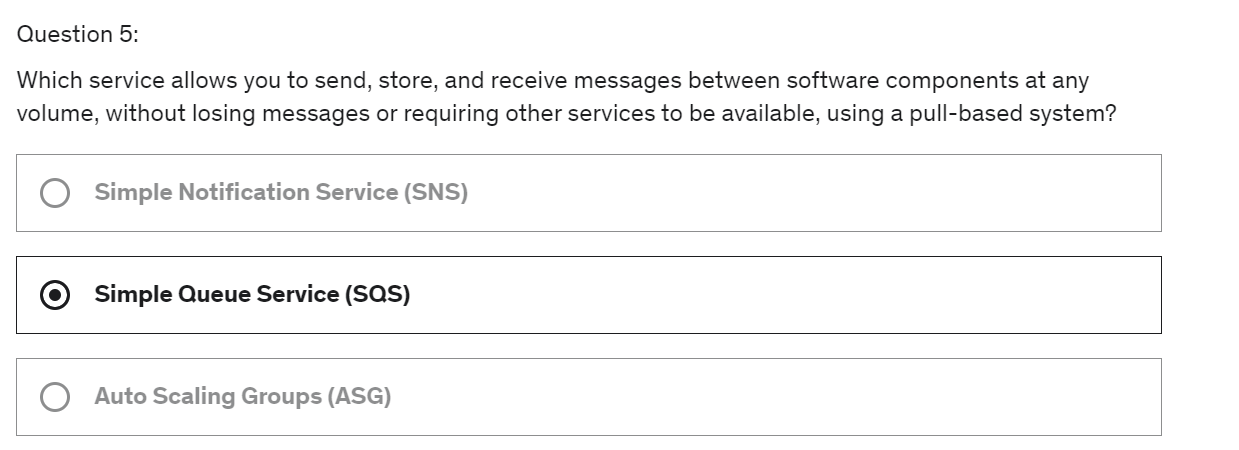 Question 5:
Which service allows you to send, store, and receive messages between software components at any
volume, without losing messages or requiring other services to be available, using a pull-based system?
Simple Notification Service (SNS)
Simple Queue Service (SQS)
Auto Scaling Groups (ASG)